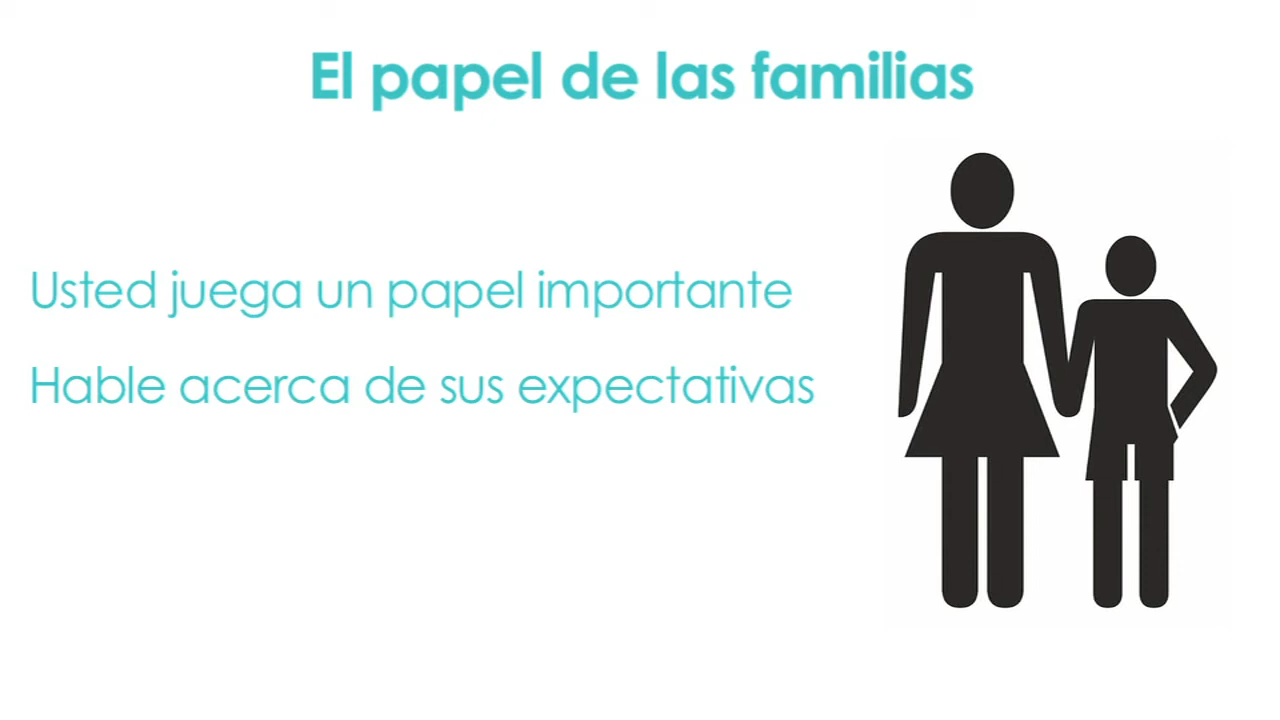 El papel de las familias
Usted juega un papel importante
Hable acerca de sus expectativas